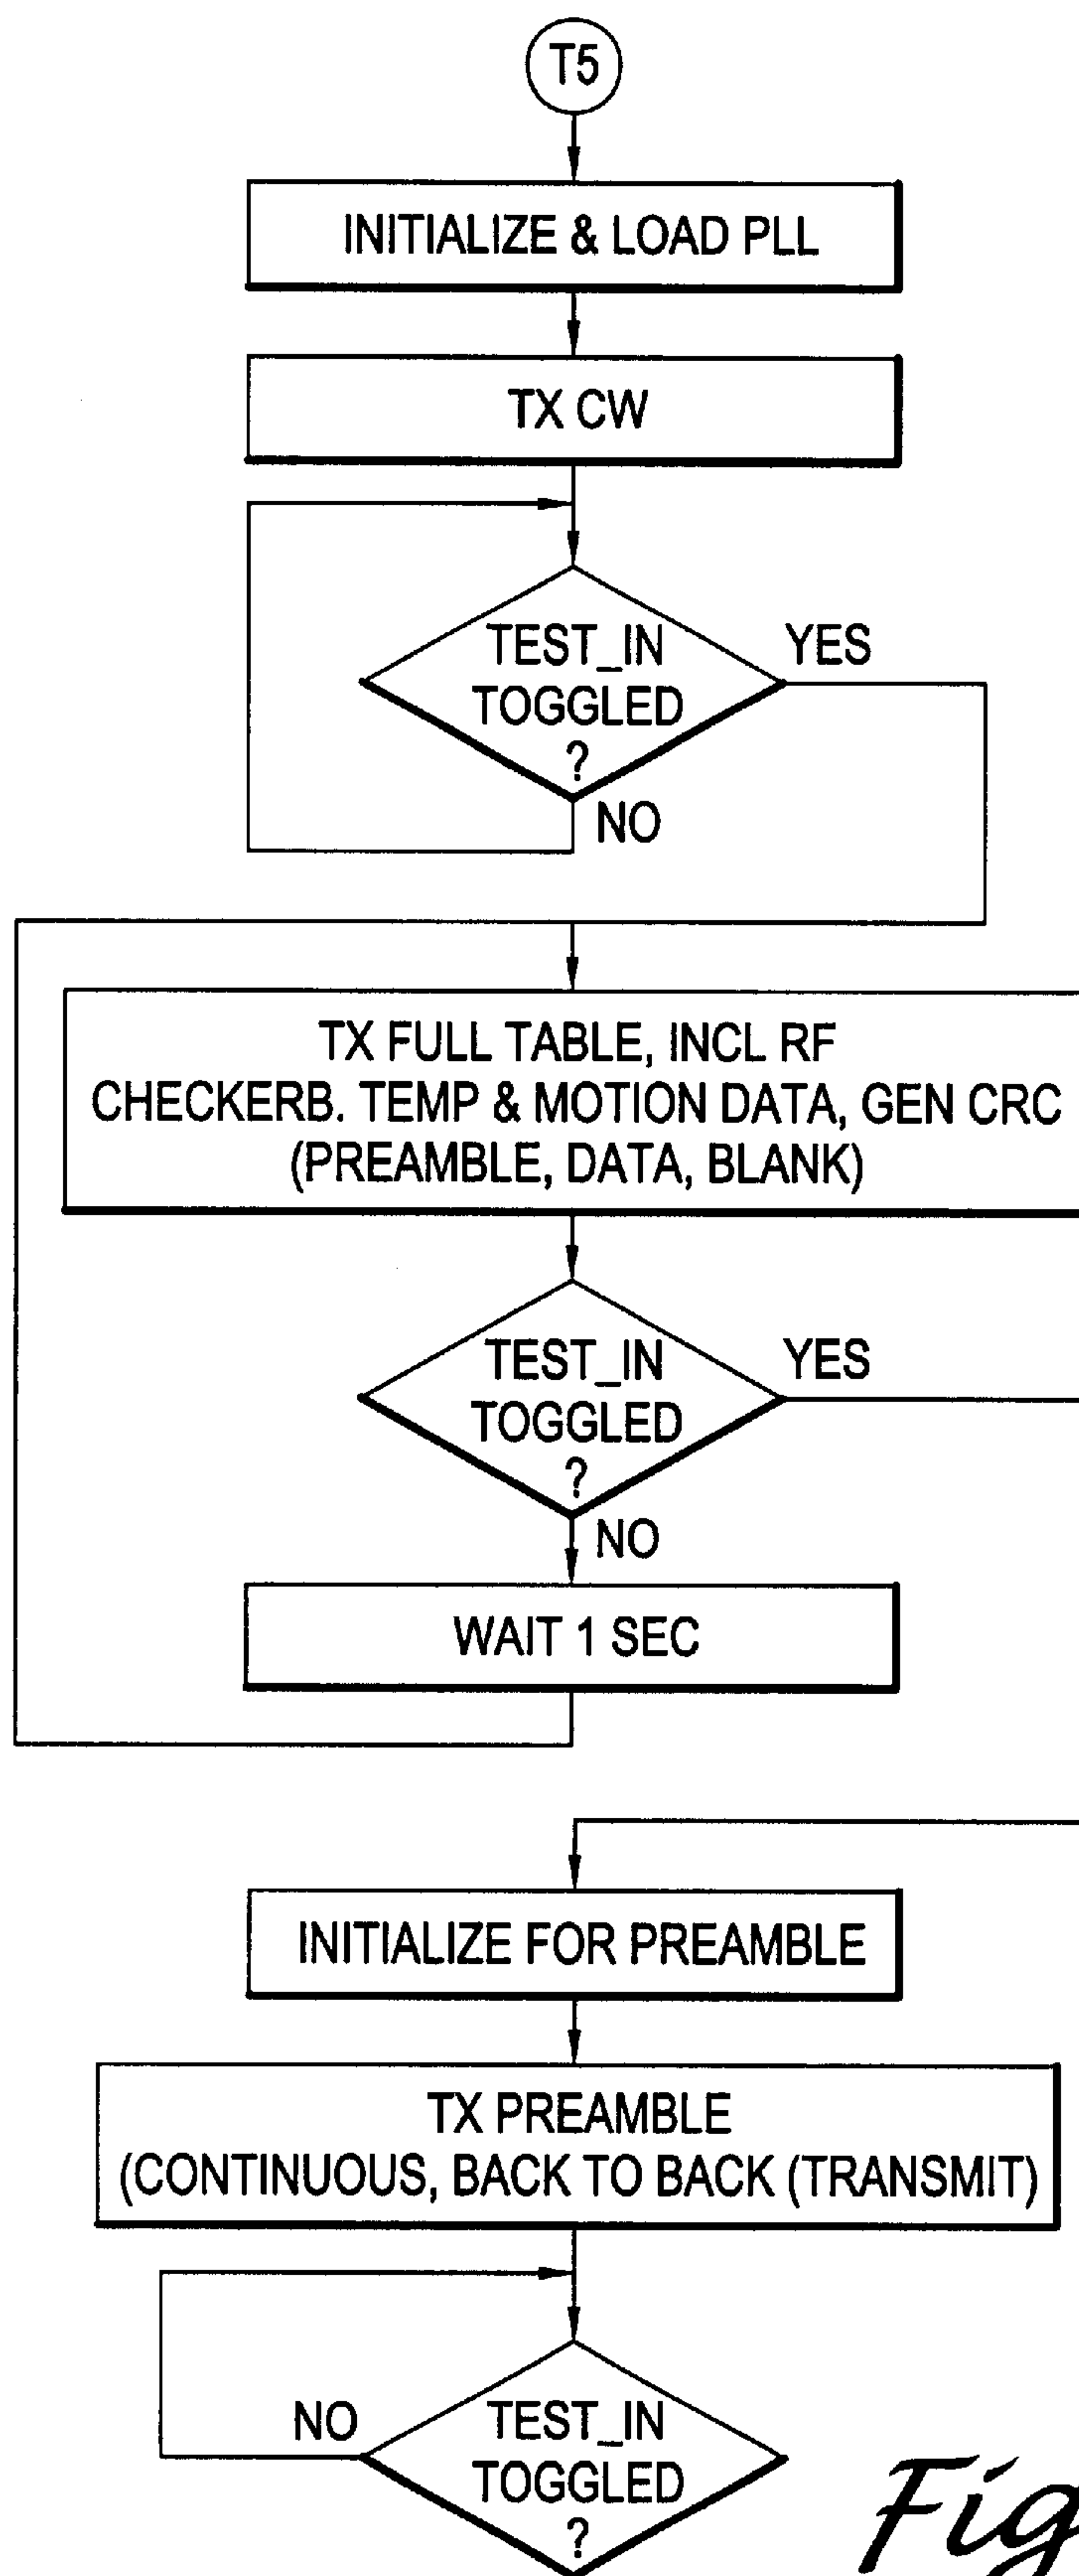 T5
INITIALIZE & LOAD PLL
TX CW
TEST_IN
TOGGLED
?
YES
NO
TX FULL TABLE, INCL RF
CHECKERB. TEMP & MOTION DATA, GEN CRC
(PREAMBLE, DATA, BLANK)
TEST_IN
TOGGLED
?
YES
NO
WAIT 1 SEC
INITIALIZE FOR PREAMBLE
TX PREAMBLE
(CONTINUOUS, BACK TO BACK (TRANSMIT)
NO
TEST_IN
TOGGLED
?
Fig